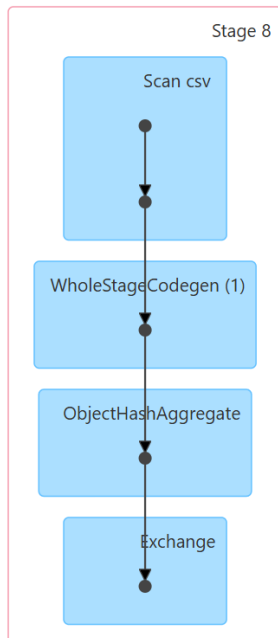 Stage 8
Scan csv
WholeStageCodegen (1)
ObjectHashAggregate
Exchange